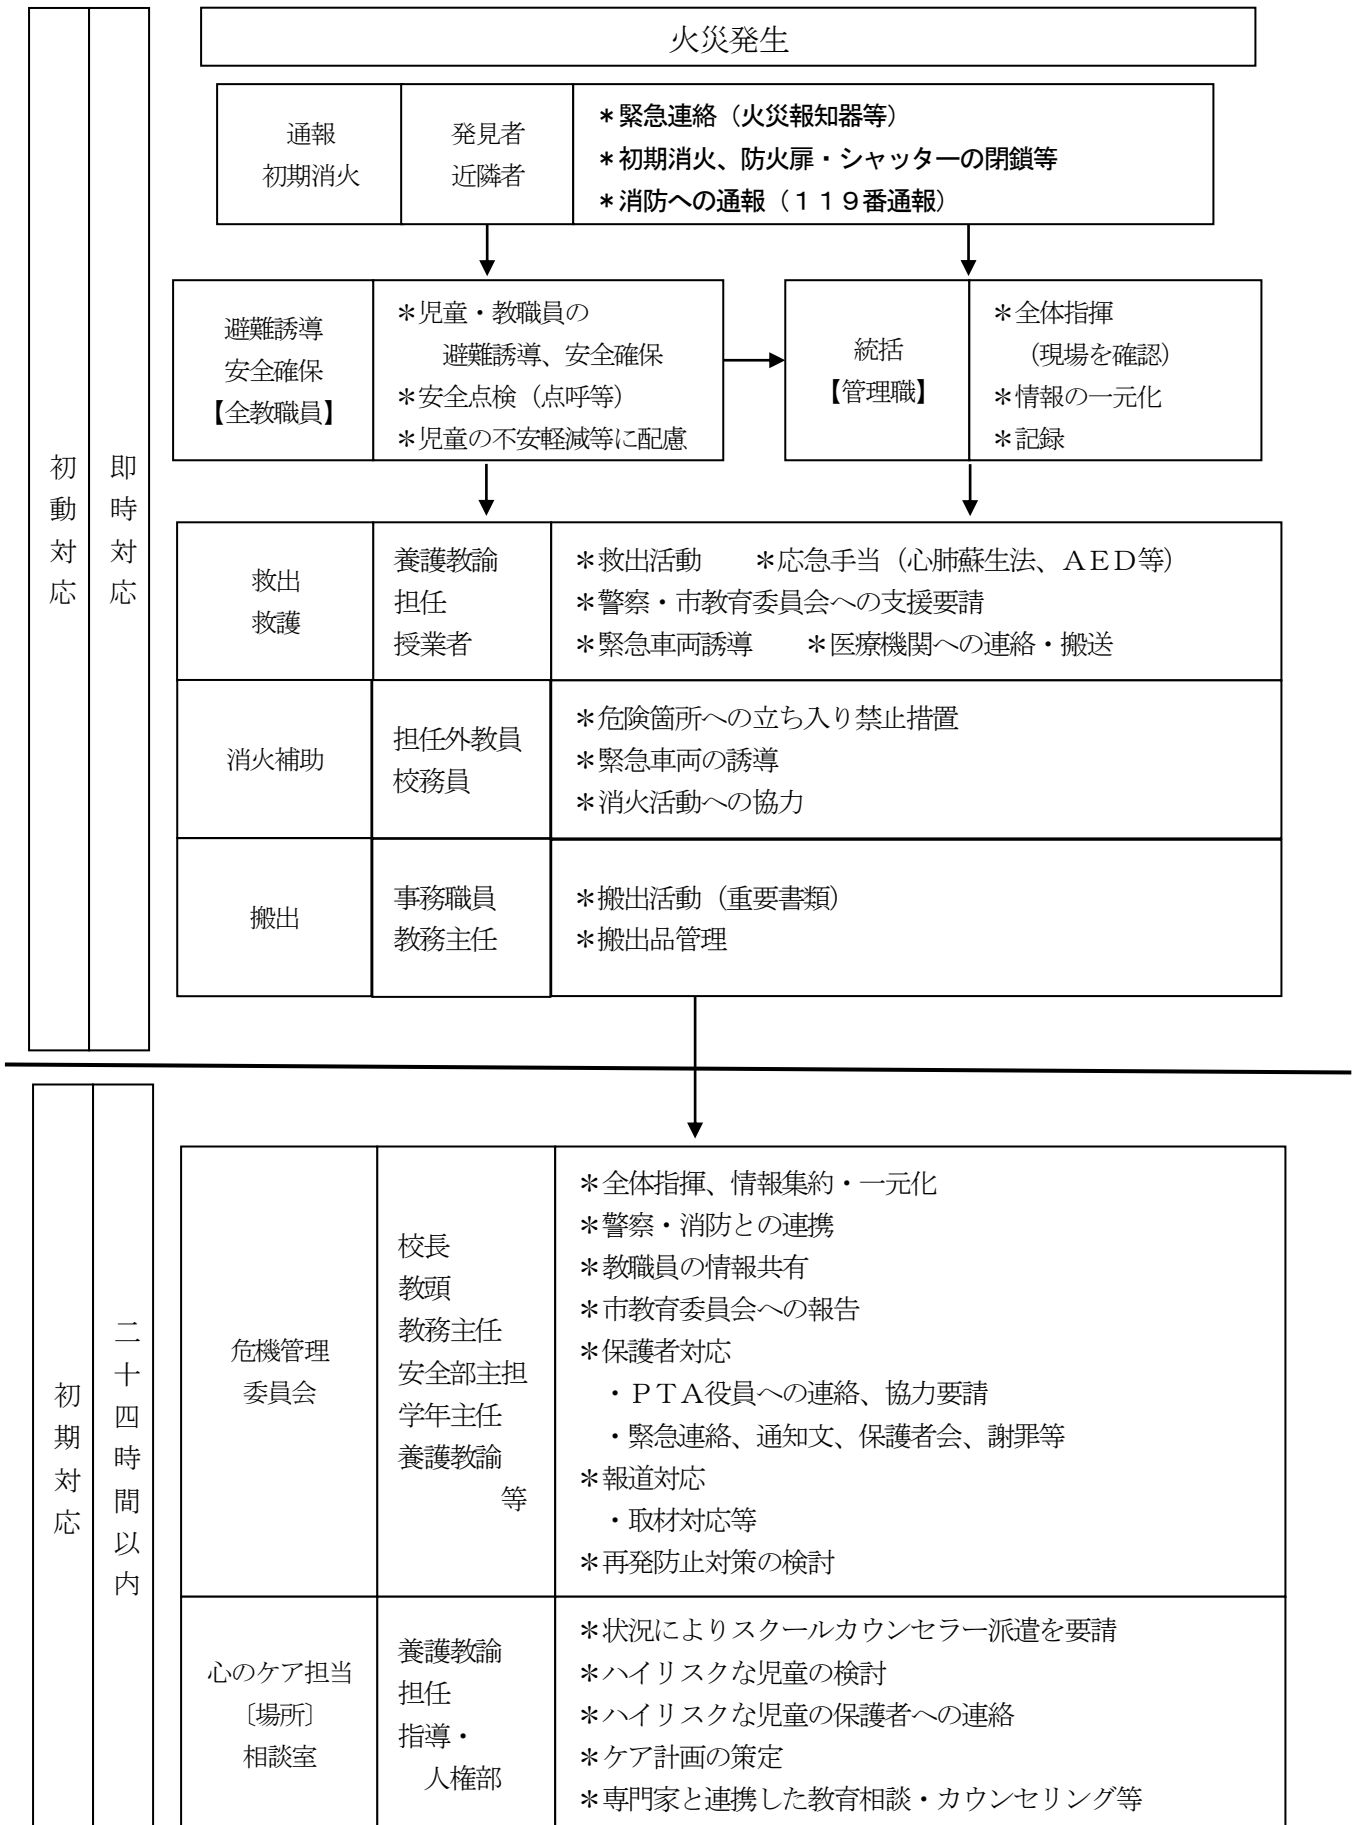 火災発生
通報
初期消火
発見者
近隣者
＊緊急連絡（火災報知器等）
＊初期消火、防火扉・シャッターの閉鎖等
＊消防への通報（１１９番通報）
避難誘導
安全確保
【全教職員】
＊児童・教職員の
避難誘導、安全確保
＊安全点検（点呼等）
＊児童の不安軽減等に配慮
統括
【管理職】
＊全体指揮
（現場を確認）
＊情報の一元化
＊記録
初動対応
即時対応
救出
救護
養護教諭
担任
授業者
＊救出活動　　＊応急手当（心肺蘇生法、ＡＥＤ等）
＊警察・市教育委員会への支援要請
＊緊急車両誘導　　＊医療機関への連絡・搬送
消火補助
担任外教員
校務員
＊危険箇所への立ち入り禁止措置
＊緊急車両の誘導
＊消火活動への協力
搬出
事務職員
教務主任
＊搬出活動（重要書類）
＊搬出品管理
初期対応
二十四時間以内
危機管理
委員会
校長
教頭
教務主任
安全部主担
学年主任
養護教諭
等
＊全体指揮、情報集約・一元化
＊警察・消防との連携
＊教職員の情報共有
＊市教育委員会への報告
＊保護者対応
・ＰＴＡ役員への連絡、協力要請
・緊急連絡、通知文、保護者会、謝罪等
＊報道対応
・取材対応等
＊再発防止対策の検討
心のケア担当
〔場所〕
相談室
養護教諭
担任
指導・
人権部
＊状況によりスクールカウンセラー派遣を要請
＊ハイリスクな児童の検討
＊ハイリスクな児童の保護者への連絡
＊ケア計画の策定
＊専門家と連携した教育相談・カウンセリング等